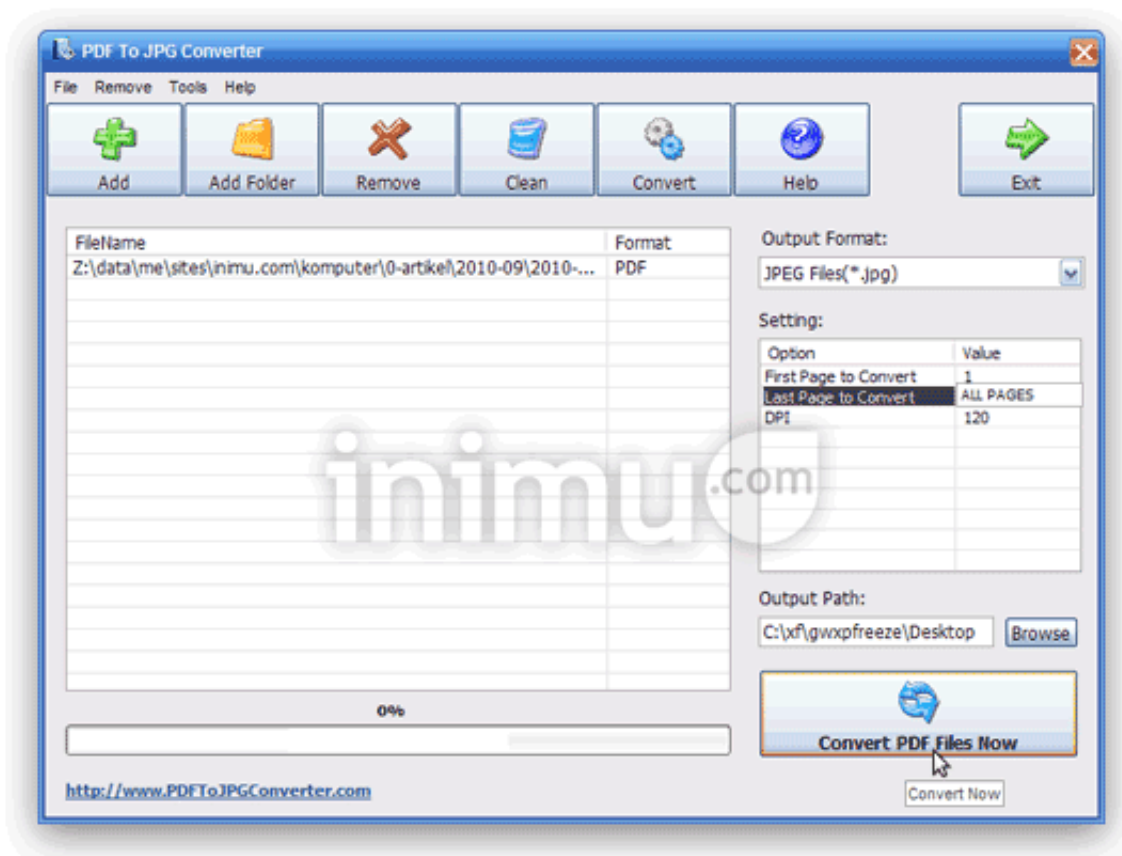 PDF To JPG Converter
File Remove Tools Help
Add Add Folder Remove Clean Convert Help Exit
FileName Format
Z:\data\me\sites\inimu.com\komputer\0-artikel\2010-09\2010-... PDF
Output Format:
JPEG Files(*.jpg)
Setting:
Option Value
First Page to Convert 1
Last Page to Convert ALL PAGES
DPI 120
inimu.com
Output Path:
C:\xf\gwxpfreeze\Desktop Browse
0%
Convert PDF Files Now
http://www.PDFToJPGConverter.com
Convert Now